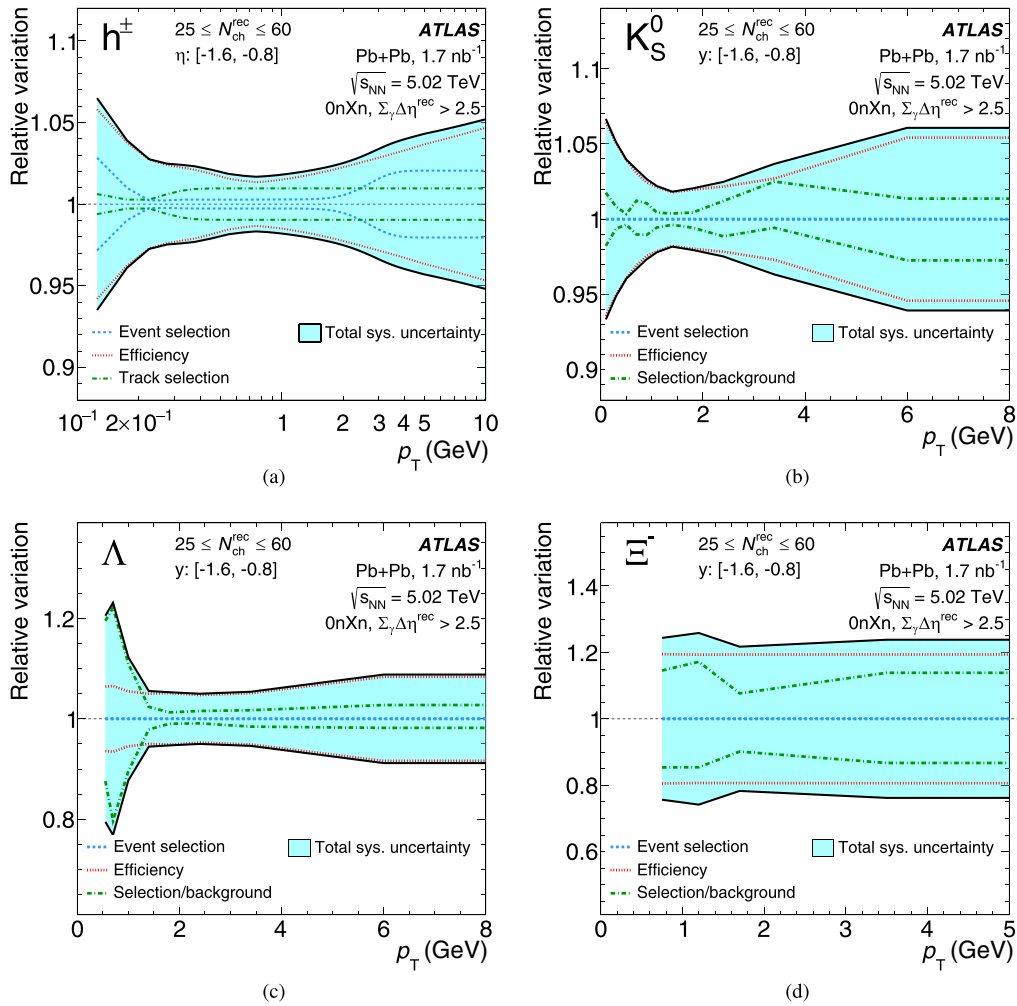 h±
25 ≤ N_ch^rec ≤ 60
ATLAS
η: [-1.6, -0.8]
Pb+Pb, 1.7 nb⁻¹
√s_NN = 5.02 TeV
0nXn, Σ_γΔη^rec > 2.5
Relative variation
1.1
1.05
1
0.95
0.9
Event selection
Total sys. uncertainty
Efficiency
Track selection
10⁻¹ 2×10⁻¹ 1 2 3 4 5 10
p_T (GeV)
(a)
K_S^0
25 ≤ N_ch^rec ≤ 60
ATLAS
y: [-1.6, -0.8]
Pb+Pb, 1.7 nb⁻¹
√s_NN = 5.02 TeV
0nXn, Σ_γΔη^rec > 2.5
Relative variation
1.1
1.05
1
0.95
0.9
Event selection
Total sys. uncertainty
Efficiency
Selection/background
0 2 4 6 8
p_T (GeV)
(b)
Λ
25 ≤ N_ch^rec ≤ 60
ATLAS
y: [-1.6, -0.8]
Pb+Pb, 1.7 nb⁻¹
√s_NN = 5.02 TeV
0nXn, Σ_γΔη^rec > 2.5
Relative variation
1.2
1
0.8
Event selection
Total sys. uncertainty
Efficiency
Selection/background
0 2 4 6 8
p_T (GeV)
(c)
Ξ⁻
25 ≤ N_ch^rec ≤ 60
ATLAS
y: [-1.6, -0.8]
Pb+Pb, 1.7 nb⁻¹
√s_NN = 5.02 TeV
0nXn, Σ_γΔη^rec > 2.5
Relative variation
1.4
1.2
1
0.8
0.6
Event selection
Total sys. uncertainty
Efficiency
Selection/background
0 1 2 3 4 5
p_T (GeV)
(d)